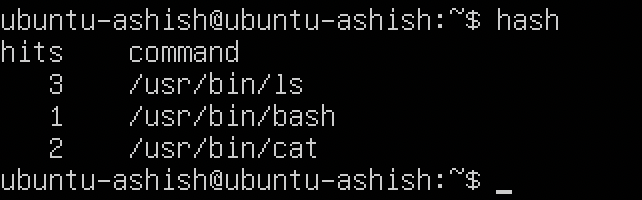 ubuntu-ashish@ubuntu-ashish:~$ hash
hits    command
   3    /usr/bin/ls
   1    /usr/bin/bash
   2    /usr/bin/cat
ubuntu-ashish@ubuntu-ashish:~$ _